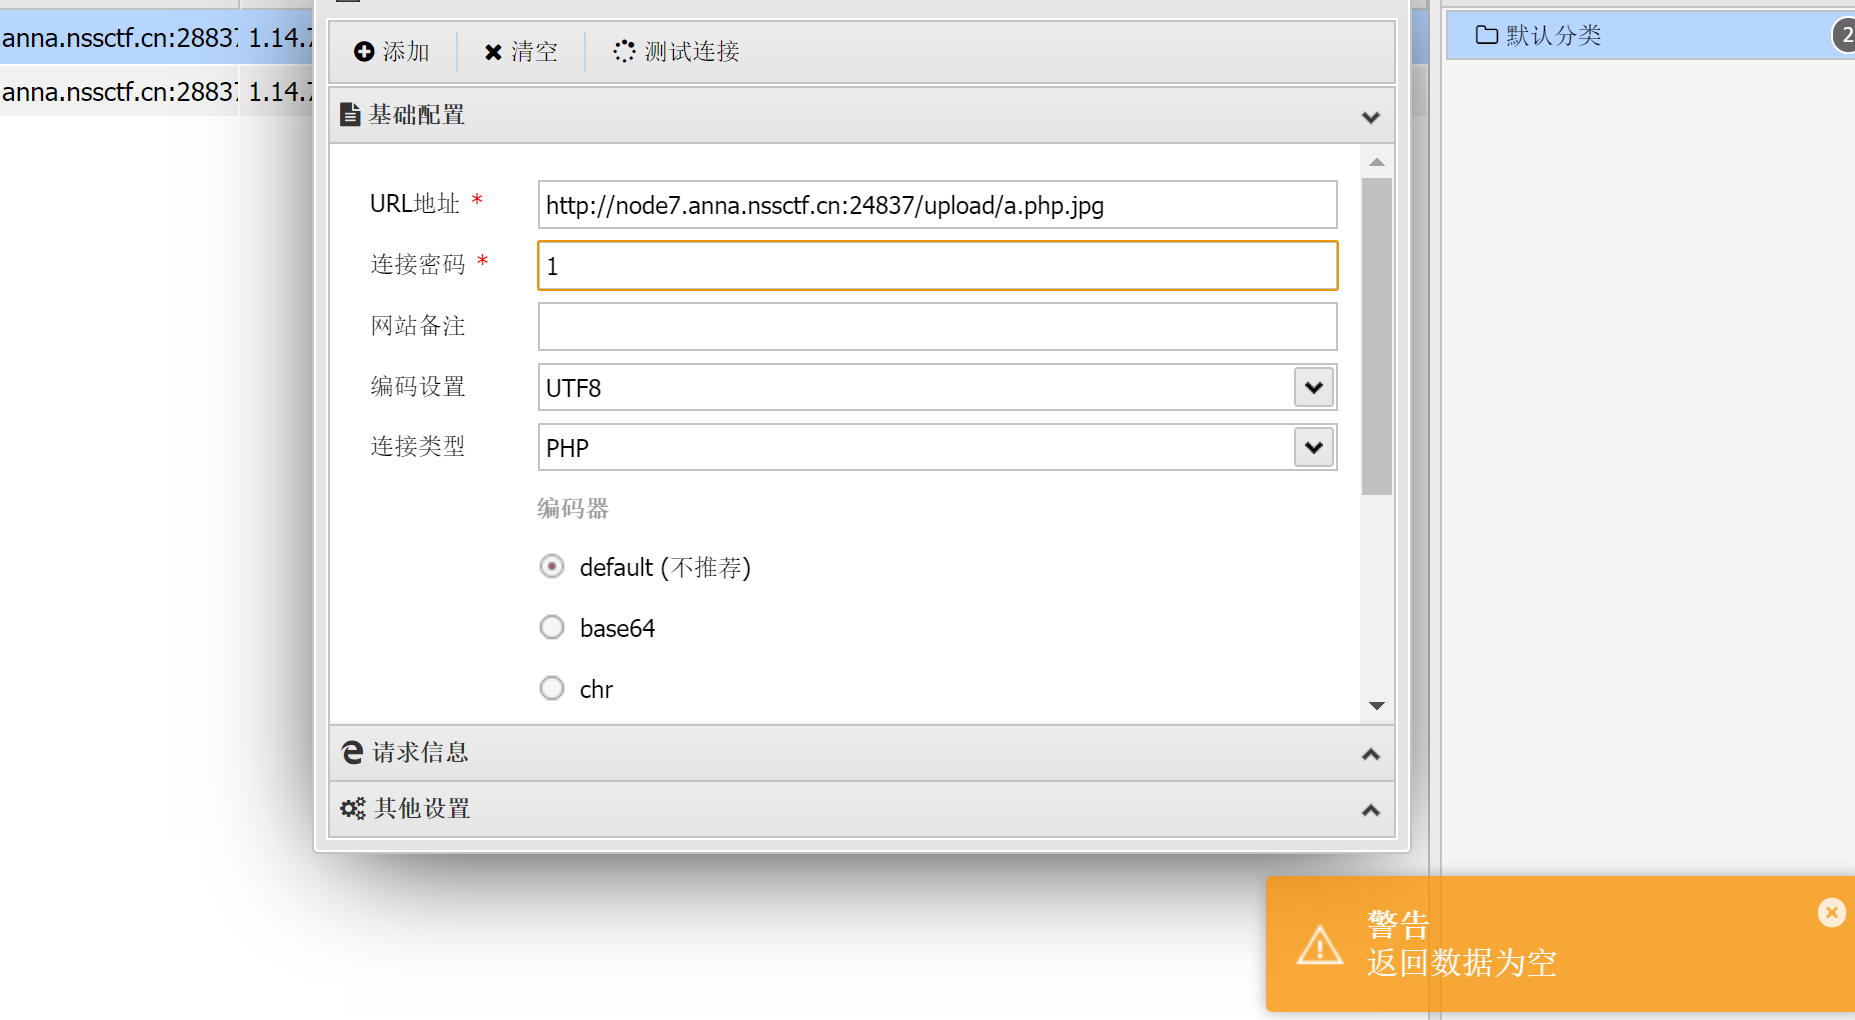 anna.nssctf.cn:2883 1.14.7
anna.nssctf.cn:2883 1.14.7
添加 清空 测试连接
基础配置
URL地址 * http://node7.anna.nssctf.cn:24837/upload/a.php.jpg
连接密码 * 1
网站备注
编码设置 UTF8
连接类型 PHP
编码器
default (不推荐)
base64
chr
请求信息
其他设置
默认分类 2
警告
返回数据为空